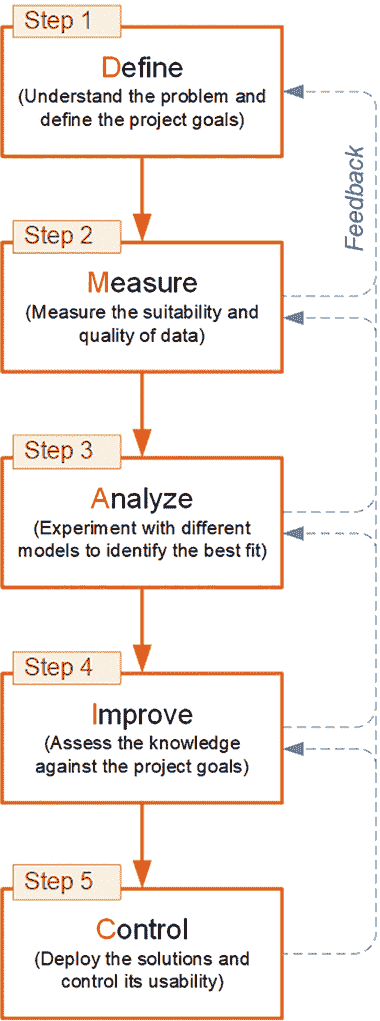 Step 1
Define
(Understand the problem and
define the project goals)
Feedback
Step 2
Measure
(Measure the suitability and
quality of data)
Step 3
Analyze
(Experiment with different
models to identify the best fit)
Step 4
Improve
(Assess the knowledge
against the project goals)
Step 5
Control
(Deploy the solutions and
control its usability)